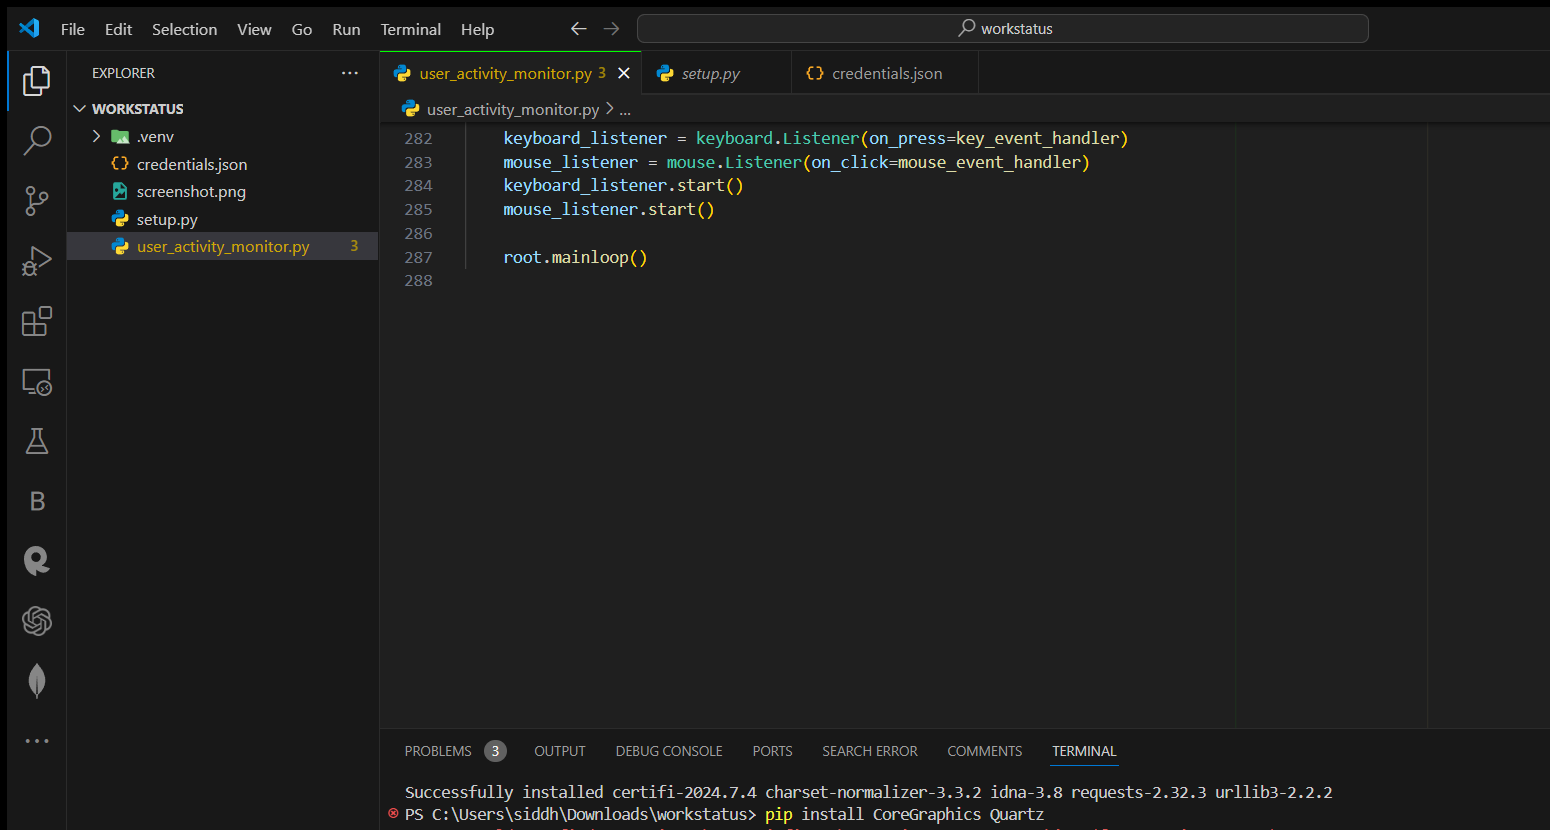 File Edit Selection View Go Run Terminal Help
workstatus
EXPLORER
WORKSTATUS
.venv
credentials.json
screenshot.png
setup.py
user_activity_monitor.py 3
B
user_activity_monitor.py 3 setup.py credentials.json
user_activity_monitor.py > ...
282 keyboard_listener = keyboard.Listener(on_press=key_event_handler)
283 mouse_listener = mouse.Listener(on_click=mouse_event_handler)
284 keyboard_listener.start()
285 mouse_listener.start()
286
287 root.mainloop()
288
PROBLEMS 3 OUTPUT DEBUG CONSOLE PORTS SEARCH ERROR COMMENTS TERMINAL
Successfully installed certifi-2024.7.4 charset-normalizer-3.3.2 idna-3.8 requests-2.32.3 urllib3-2.2.2
PS C:\Users\siddh\Downloads\workstatus> pip install CoreGraphics Quartz